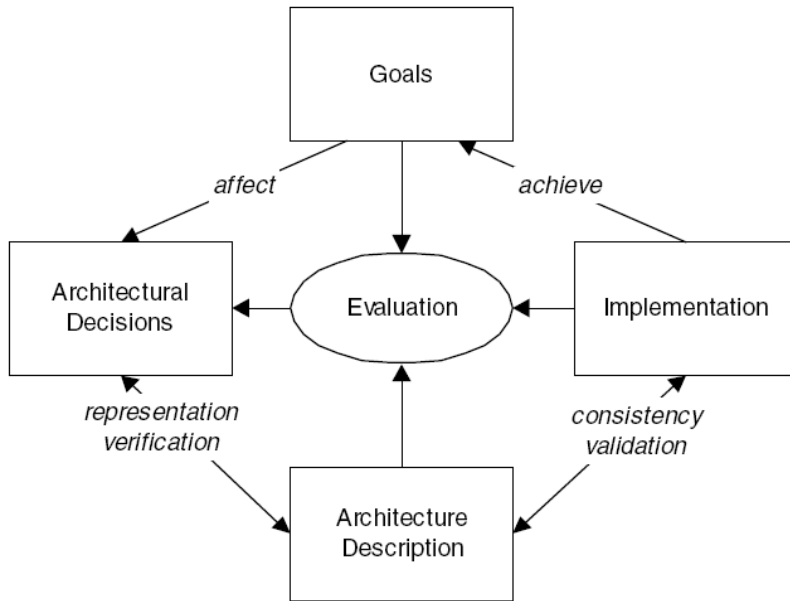 Goals
affect
achieve
Architectural
Decisions
Evaluation
Implementation
representation
verification
consistency
validation
Architecture
Description